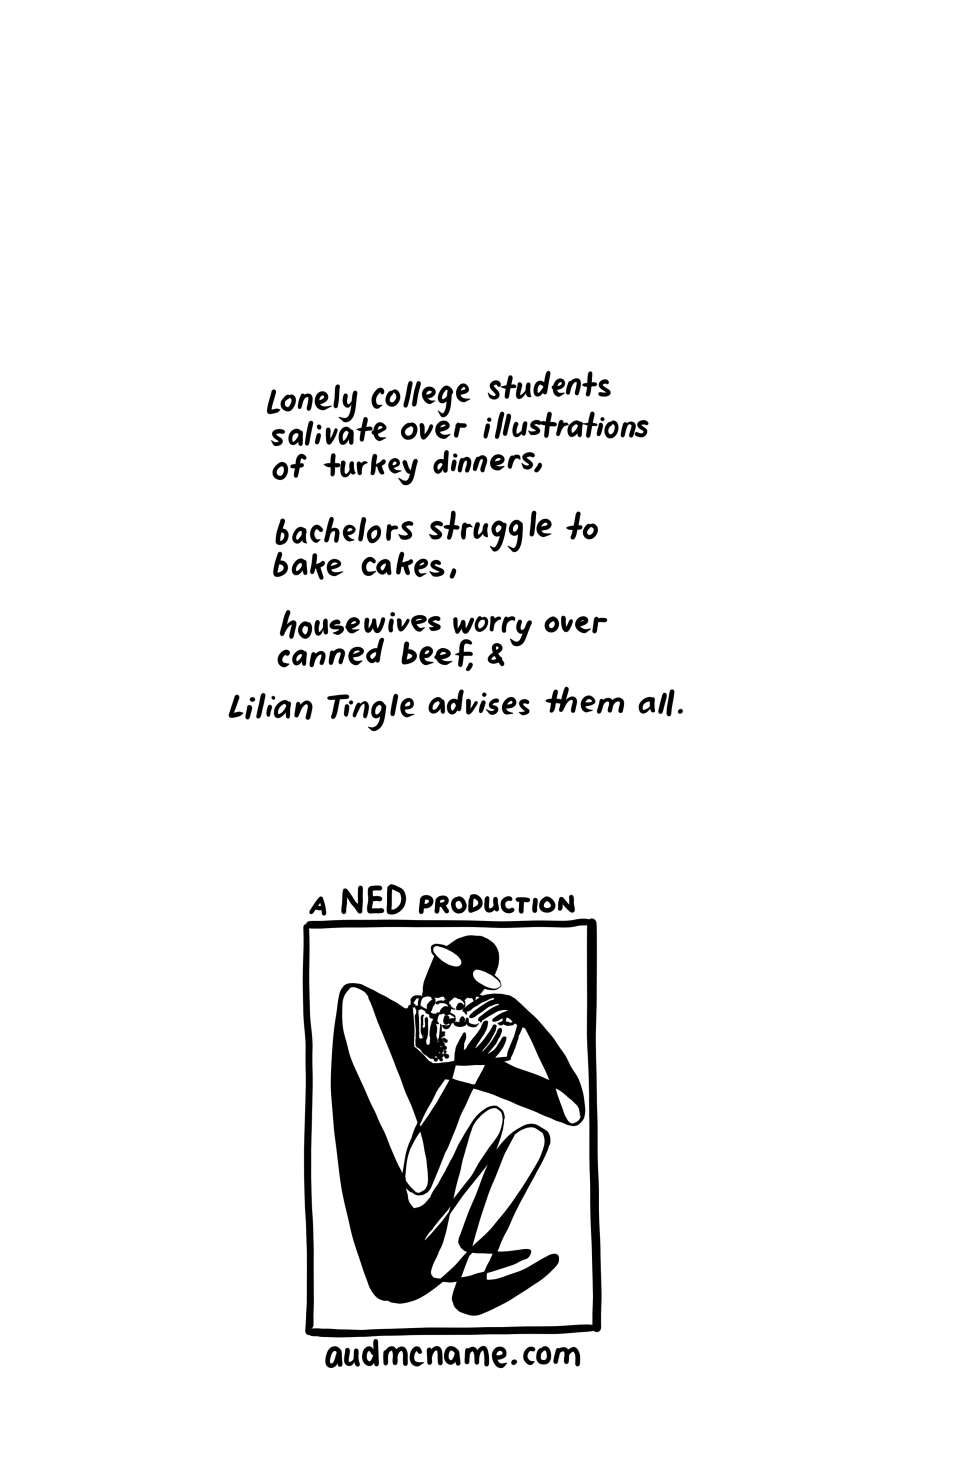 Lonely college students
salivate over illustrations
of turkey dinners,
bachelors struggle to
bake cakes,
housewives worry over
canned beef, &
Lilian Tingle advises them all.
A NED PRODUCTION
audmcname.com